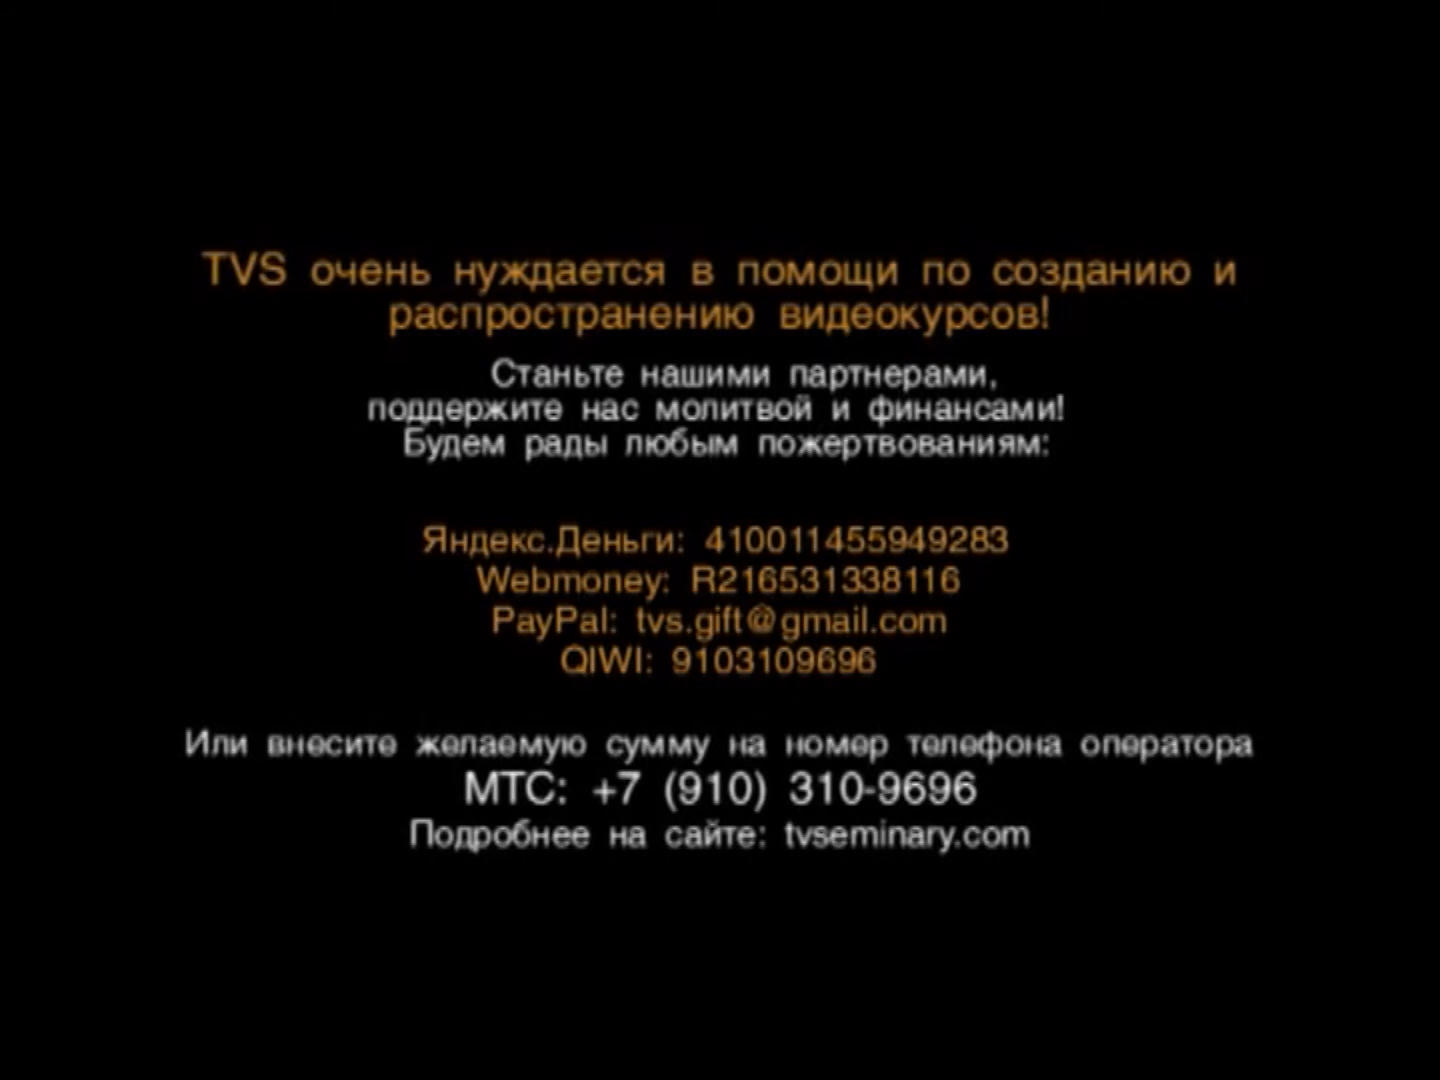 TVS очень нуждается в помощи по созданию и
распространению видеокурсов!
Станьте нашими партнерами,
поддержите нас молитвой и финансами!
Будем рады любым пожертвованиям:
Яндекс.Деньги: 410011455949283
Webmoney: R216531338116
PayPal: tvs.gift@gmail.com
QIWI: 9103109696
Или внесите желаемую сумму на номер телефона оператора
МТС: +7 (910) 310-9696
Подробнее на сайте: tvseminary.com